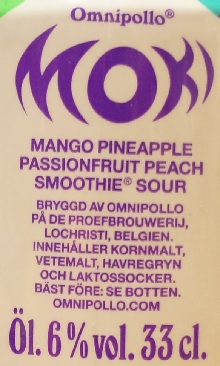 Omnipollo®
MOXI
MANGO PINEAPPLE
PASSIONFRUIT PEACH
SMOOTHIE® SOUR
BRYGGD AV OMNIPOLLO
PÅ DE PROEFBROUWERIJ,
LOCHRISTI, BELGIEN.
INNEHÅLLER KORNMALT,
VETEMALT, HAVREGRYN
OCH LAKTOSSOCKER.
BÄST FÖRE: SE BOTTEN.
OMNIPOLLO.COM
Öl. 6% vol. 33 cl.